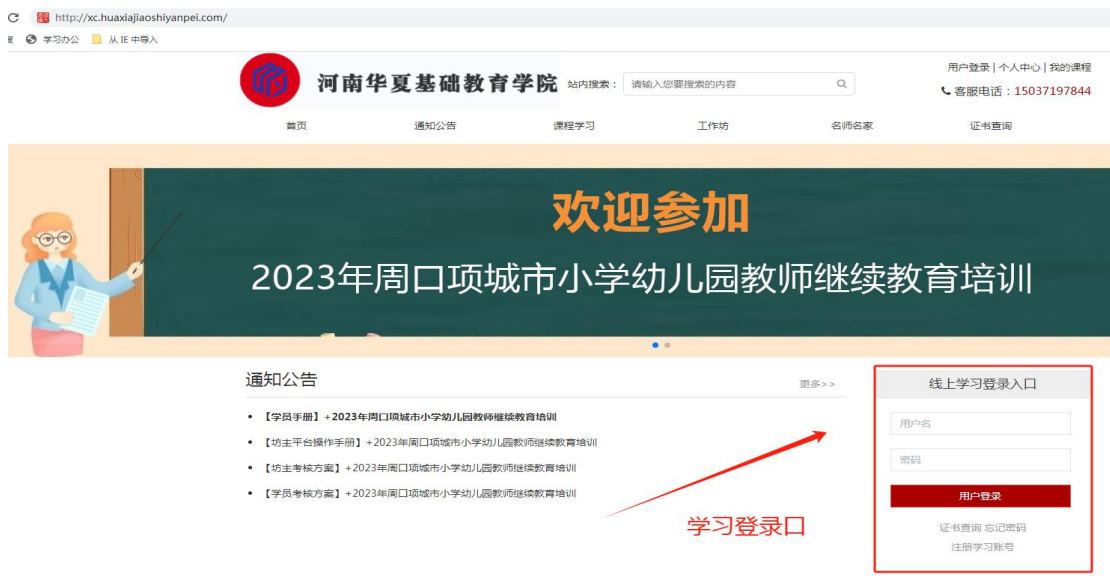 http://xc.huaxiajiaoshiyanpei.com/
学习办公 从 IE 中导入
河南华夏基础教育学院 站内搜索： 请输入您要搜索的内容
用户登录 | 个人中心 | 我的课程
客服电话：15037197844
首页 通知公告 课程学习 工作坊 名师名家 证书查询
欢迎参加
2023年周口项城市小学幼儿园教师继续教育培训
通知公告 更多>>
【学员手册】+2023年周口项城市小学幼儿园教师继续教育培训
【坊主平台操作手册】+2023年周口项城市小学幼儿园教师继续教育培训
【坊主考核方案】+2023年周口项城市小学幼儿园教师继续教育培训
【学员考核方案】+2023年周口项城市小学幼儿园教师继续教育培训
学习登录口
线上学习登录入口
用户名
密码
用户登录
证书查询 忘记密码
注册学习账号